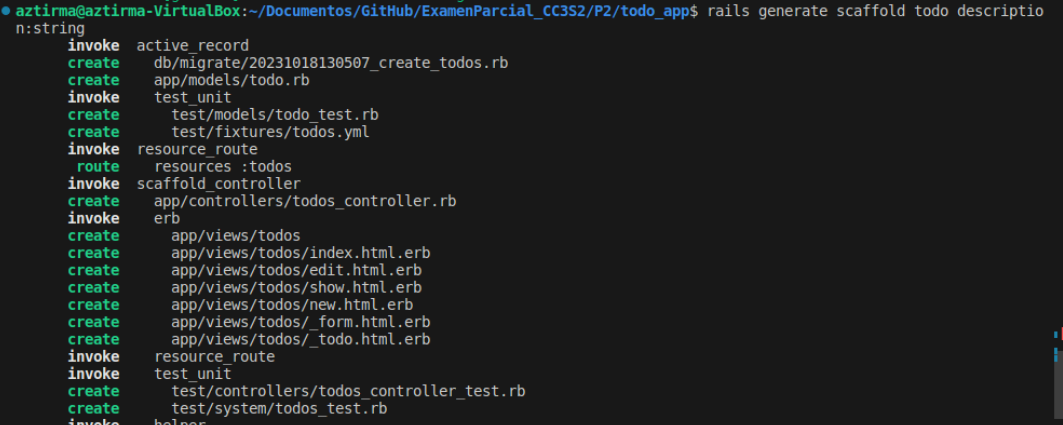 aztirma@aztirma-VirtualBox:~/Documentos/GitHub/ExamenParcial_CC3S2/P2/todo_app$ rails generate scaffold todo descriptio
n:string
invoke active_record
create db/migrate/20231018130507_create_todos.rb
create app/models/todo.rb
invoke test_unit
create test/models/todo_test.rb
create test/fixtures/todos.yml
invoke resource_route
route resources :todos
invoke scaffold_controller
create app/controllers/todos_controller.rb
invoke erb
create app/views/todos
create app/views/todos/index.html.erb
create app/views/todos/edit.html.erb
create app/views/todos/show.html.erb
create app/views/todos/new.html.erb
create app/views/todos/_form.html.erb
create app/views/todos/_todo.html.erb
invoke resource_route
invoke test_unit
create test/controllers/todos_controller_test.rb
create test/system/todos_test.rb
invoke helper